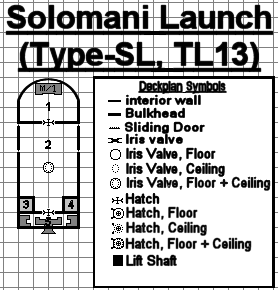 Solomani Launch
(Type-SL, TL13)
M/1
1
2
3
4
5
Deckplan Symbols
interior wall
Bulkhead
Sliding Door
Iris valve
Iris Valve, Floor
Iris Valve, Ceiling
Iris Valve, Floor + Ceiling
Hatch
Hatch, Floor
Hatch, Ceiling
Hatch, Floor + Ceiling
Lift Shaft